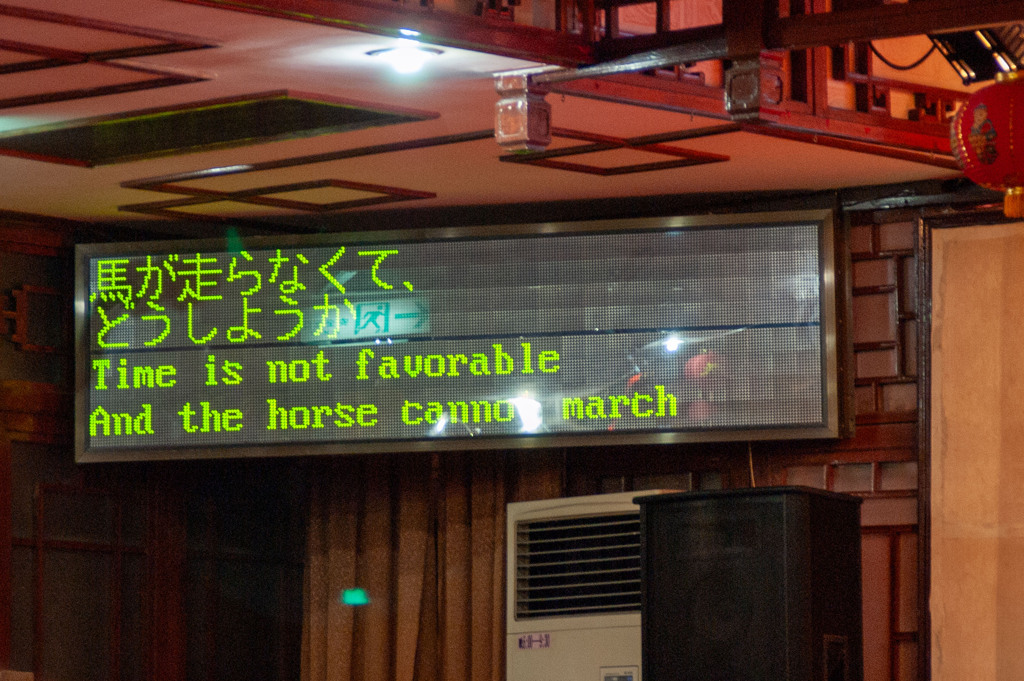 馬が走らなくて、
どうしようか
Time is not favorable
And the horse cannot march